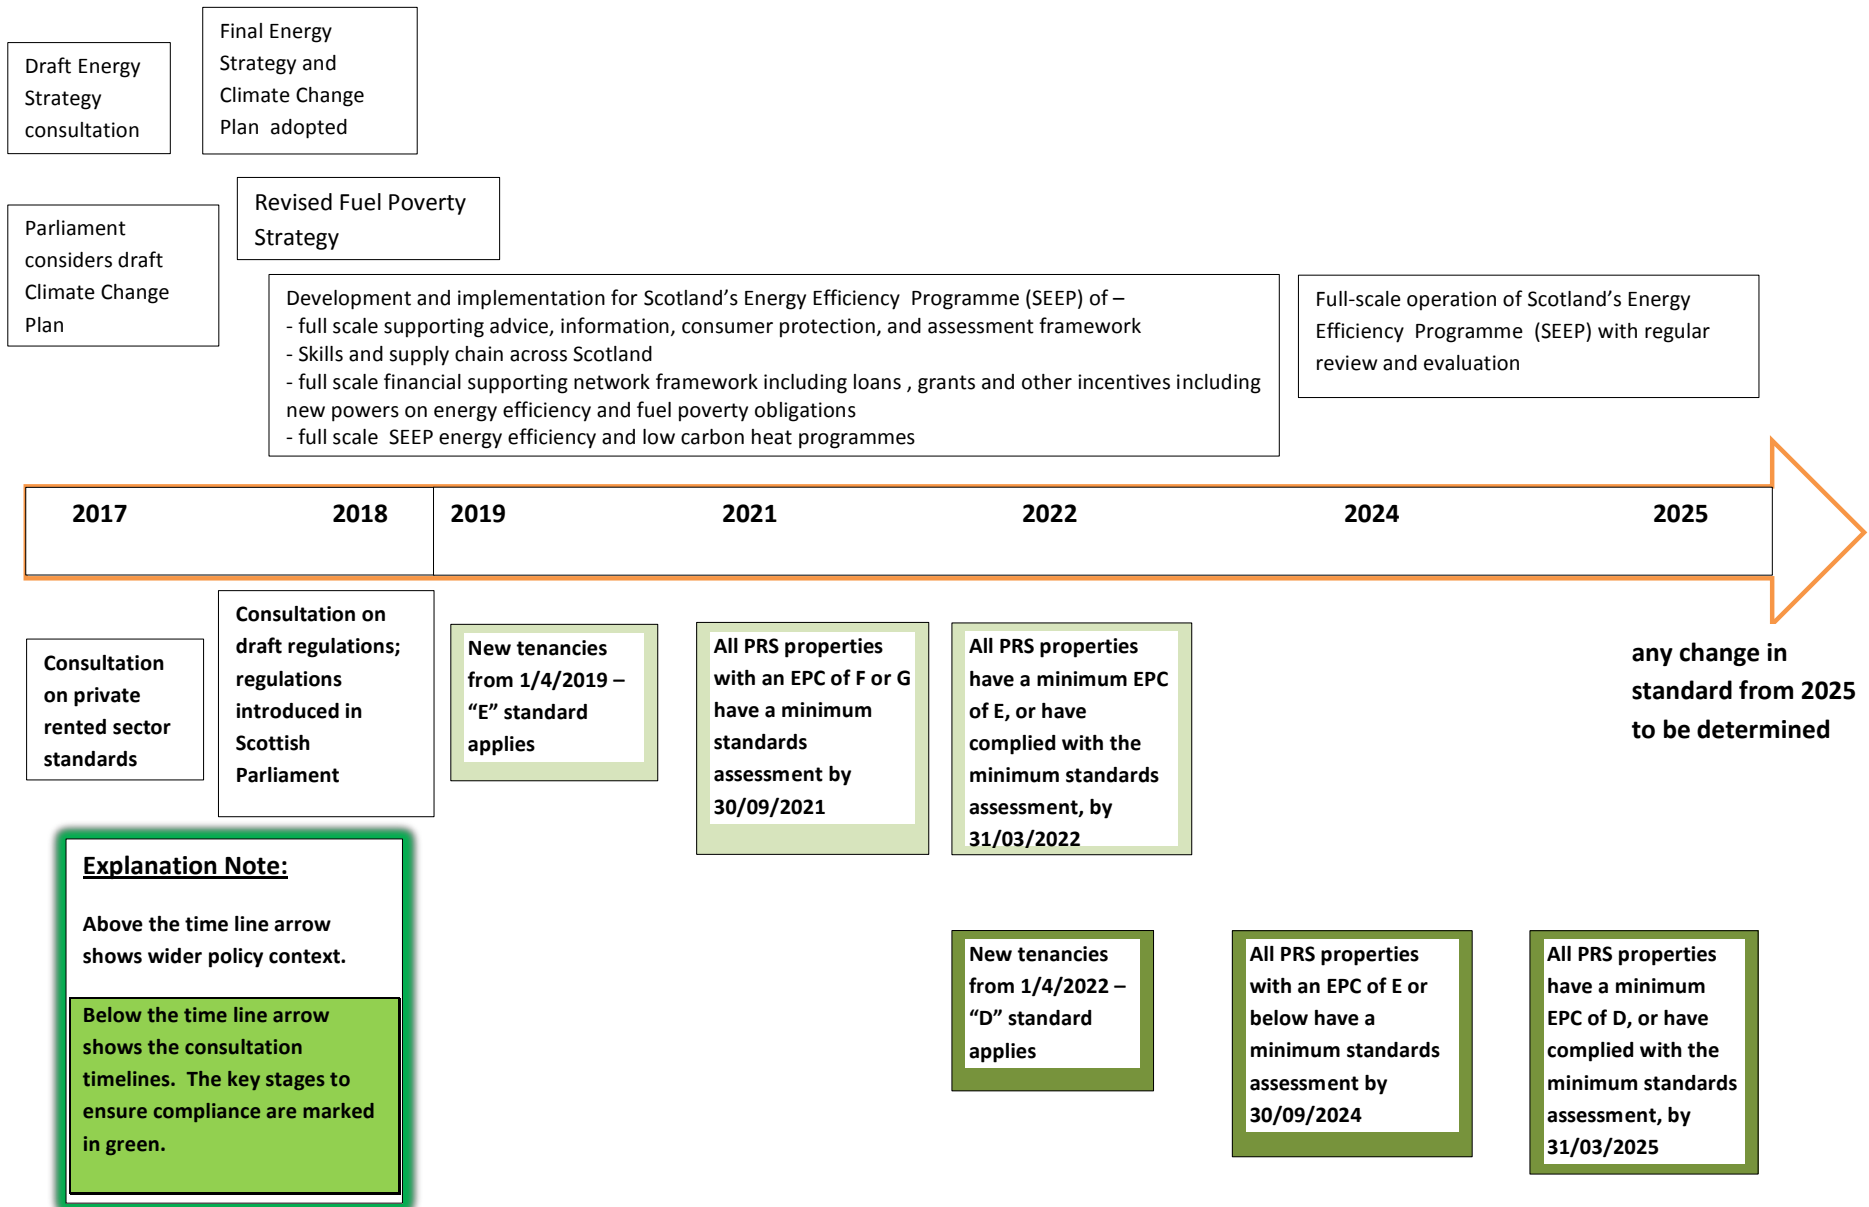 Draft Energy
Strategy
consultation
Final Energy
Strategy and
Climate Change
Plan  adopted
Parliament
considers draft
Climate Change
Plan
Revised Fuel Poverty
Strategy
Development and implementation for Scotland’s Energy Efficiency  Programme (SEEP) of –
- full scale supporting advice, information, consumer protection, and assessment framework
- Skills and supply chain across Scotland
- full scale financial supporting network framework including loans , grants and other incentives including
new powers on energy efficiency and fuel poverty obligations
- full scale  SEEP energy efficiency and low carbon heat programmes
Full-scale operation of Scotland’s Energy
Efficiency  Programme  (SEEP) with regular
review and evaluation
2017 2018 2019 2021 2022 2024 2025
Consultation
on private
rented sector
standards
Consultation on
draft regulations;
regulations
introduced in
Scottish
Parliament
New tenancies
from 1/4/2019 –
“E” standard
applies
All PRS properties
with an EPC of F or G
have a minimum
standards
assessment by
30/09/2021
All PRS properties
have a minimum EPC
of E, or have
complied with the
minimum standards
assessment, by
31/03/2022
any change in
standard from 2025
to be determined
Explanation Note:
Above the time line arrow
shows wider policy context.
Below the time line arrow
shows the consultation
timelines.  The key stages to
ensure compliance are marked
in green.
New tenancies
from 1/4/2022 –
“D” standard
applies
All PRS properties
with an EPC of E or
below have a
minimum standards
assessment by
30/09/2024
All PRS properties
have a minimum
EPC of D, or have
complied with the
minimum standards
assessment, by
31/03/2025